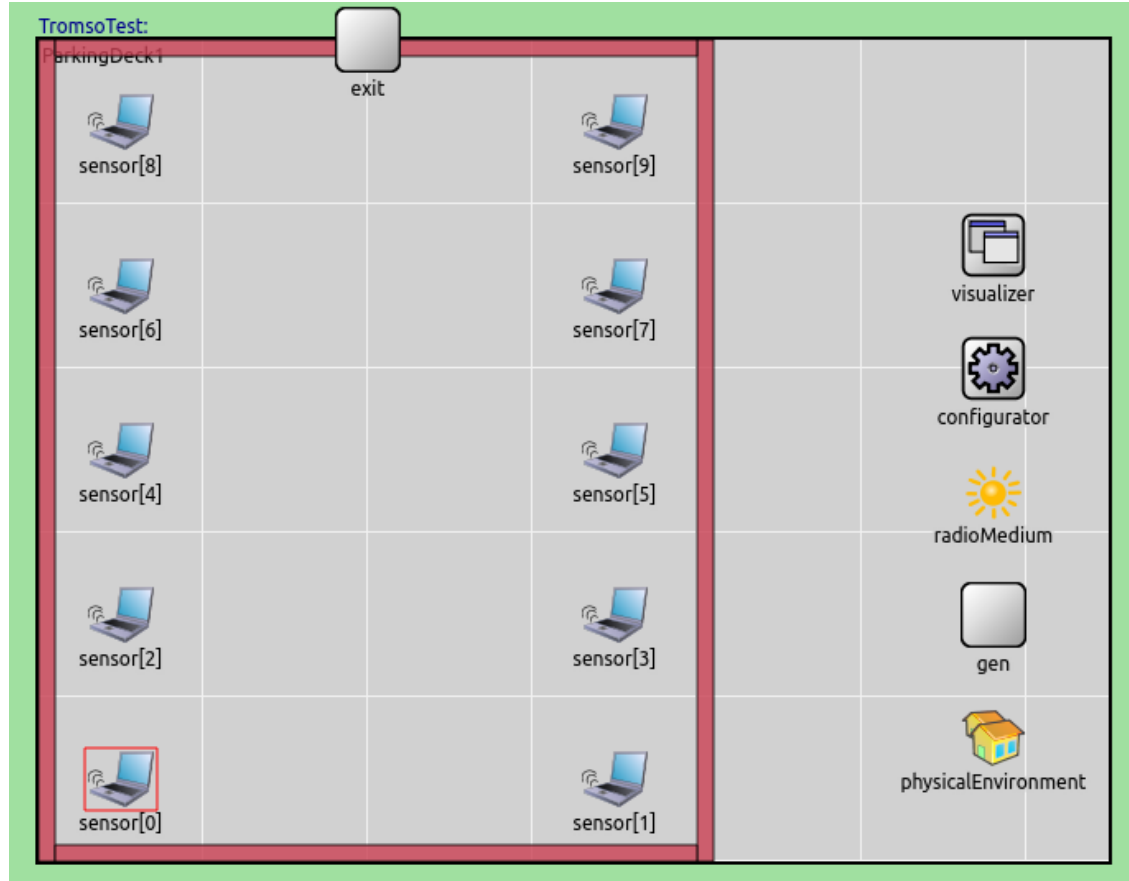 TromsoTest:
ParkingDeck1
exit
sensor[8]
sensor[9]
visualizer
sensor[6]
sensor[7]
configurator
sensor[4]
sensor[5]
radioMedium
sensor[2]
sensor[3]
gen
physicalEnvironment
sensor[0]
sensor[1]